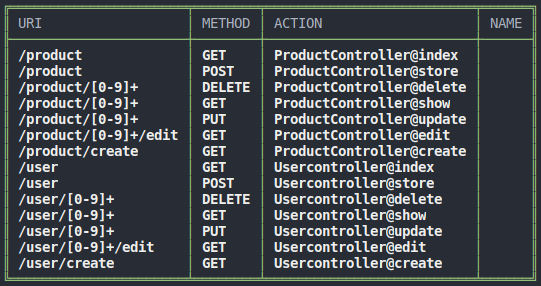 URI METHOD ACTION NAME
/product GET ProductController@index
/product POST ProductController@store
/product/[0-9]+ DELETE ProductController@delete
/product/[0-9]+ GET ProductController@show
/product/[0-9]+ PUT ProductController@update
/product/[0-9]+/edit GET ProductController@edit
/product/create GET ProductController@create
/user GET Usercontroller@index
/user POST Usercontroller@store
/user/[0-9]+ DELETE Usercontroller@delete
/user/[0-9]+ GET Usercontroller@show
/user/[0-9]+ PUT Usercontroller@update
/user/[0-9]+/edit GET Usercontroller@edit
/user/create GET Usercontroller@create